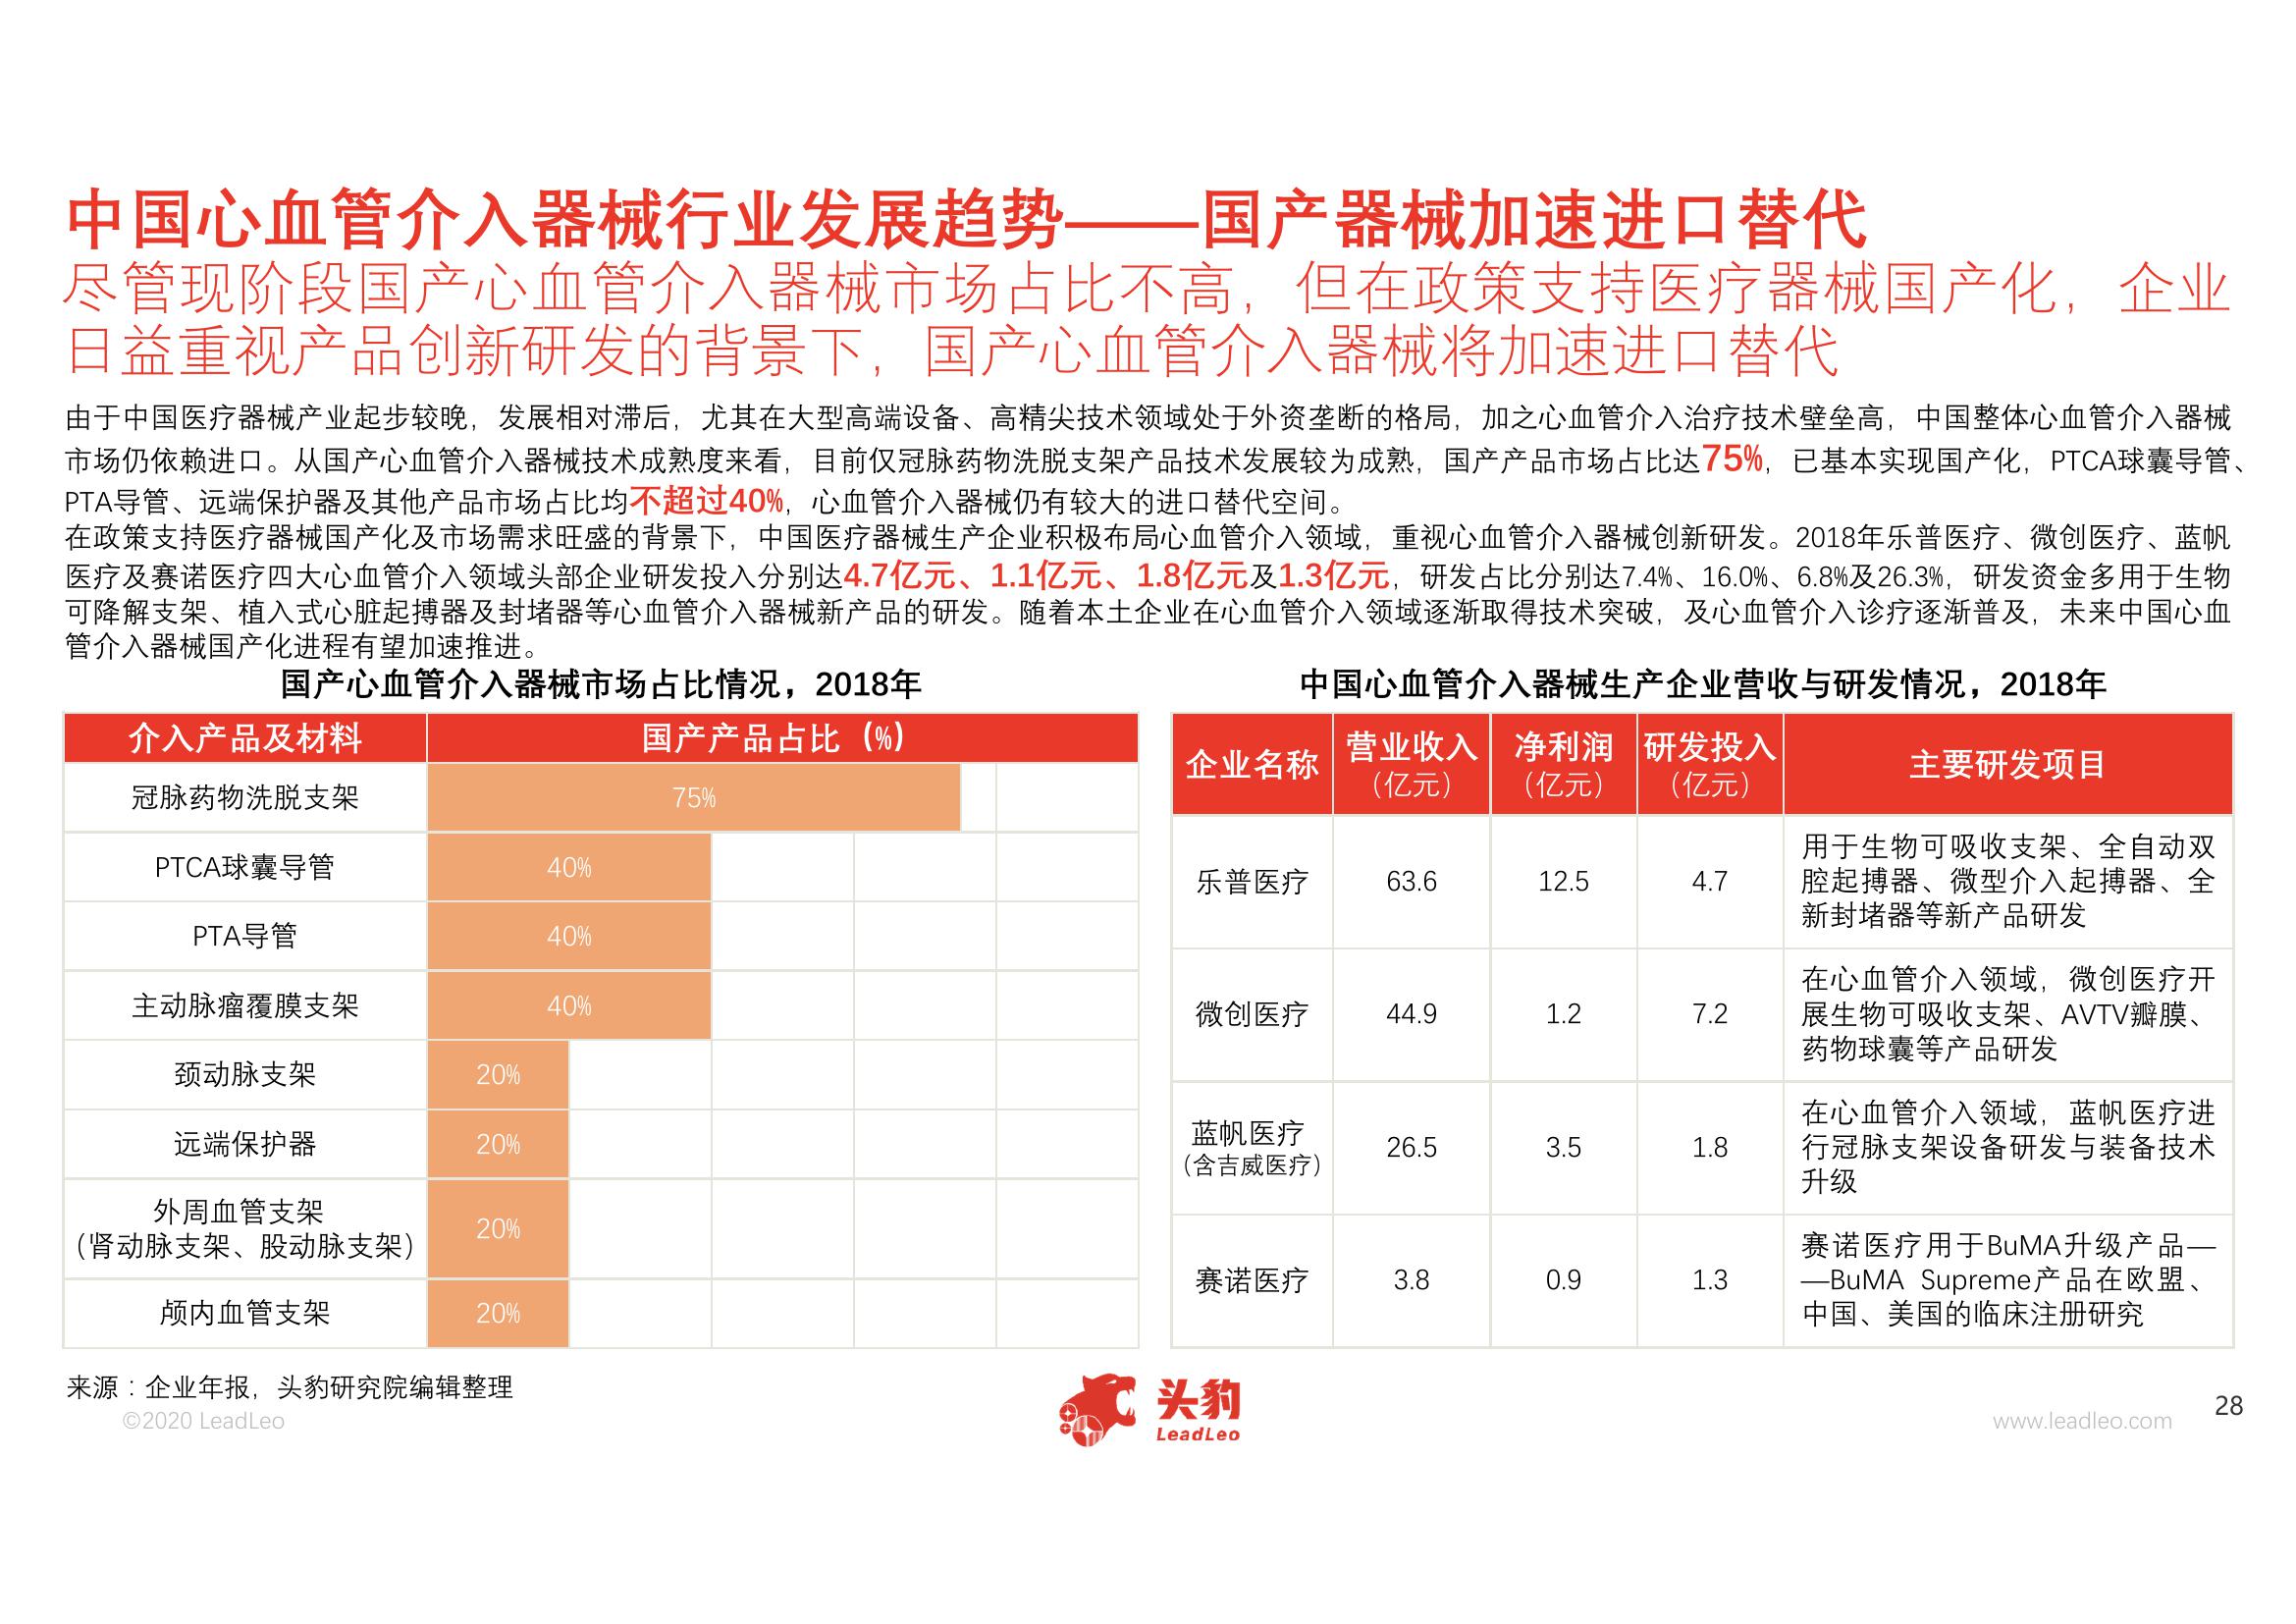 中国心血管介入器械行业发展趋势——国产器械加速进口替代
尽管现阶段国产心血管介入器械市场占比不高，但在政策支持医疗器械国产化，企业
日益重视产品创新研发的背景下，国产心血管介入器械将加速进口替代
由于中国医疗器械产业起步较晚，发展相对滞后，尤其在大型高端设备、高精尖技术领域处于外资垄断的格局，加之心血管介入治疗技术壁垒高，中国整体心血管介入器械
市场仍依赖进口。从国产心血管介入器械技术成熟度来看，目前仅冠脉药物洗脱支架产品技术发展较为成熟，国产产品市场占比达75%，已基本实现国产化，PTCA球囊导管、
PTA导管、远端保护器及其他产品市场占比均不超过40%，心血管介入器械仍有较大的进口替代空间。
在政策支持医疗器械国产化及市场需求旺盛的背景下，中国医疗器械生产企业积极布局心血管介入领域，重视心血管介入器械创新研发。2018年乐普医疗、微创医疗、蓝帆
医疗及赛诺医疗四大心血管介入领域头部企业研发投入分别达4.7亿元、1.1亿元、1.8亿元及1.3亿元，研发占比分别达7.4%、16.0%、6.8%及26.3%，研发资金多用于生物
可降解支架、植入式心脏起搏器及封堵器等心血管介入器械新产品的研发。随着本土企业在心血管介入领域逐渐取得技术突破，及心血管介入诊疗逐渐普及，未来中国心血
管介入器械国产化进程有望加速推进。
国产心血管介入器械市场占比情况，2018年
介入产品及材料 国产产品占比（%）
冠脉药物洗脱支架 75%
PTCA球囊导管 40%
PTA导管 40%
主动脉瘤覆膜支架 40%
颈动脉支架 20%
远端保护器 20%
外周血管支架
（肾动脉支架、股动脉支架） 20%
颅内血管支架 20%
中国心血管介入器械生产企业营收与研发情况，2018年
企业名称 营业收入 净利润 研发投入 主要研发项目
（亿元） （亿元） （亿元）
用于生物可吸收支架、全自动双
乐普医疗 63.6 12.5 4.7 腔起搏器、微型介入起搏器、全
新封堵器等新产品研发
在心血管介入领域，微创医疗开
微创医疗 44.9 1.2 7.2 展生物可吸收支架、AVTV瓣膜、
药物球囊等产品研发
在心血管介入领域，蓝帆医疗进
蓝帆医疗 26.5 3.5 1.8 行冠脉支架设备研发与装备技术
（含吉威医疗） 升级
赛诺医疗用于BuMA升级产品—
赛诺医疗 3.8 0.9 1.3 —BuMA Supreme产品在欧盟、
中国、美国的临床注册研究
来源：企业年报，头豹研究院编辑整理
©2020 LeadLeo
头豹
LeadLeo
www.leadleo.com
28